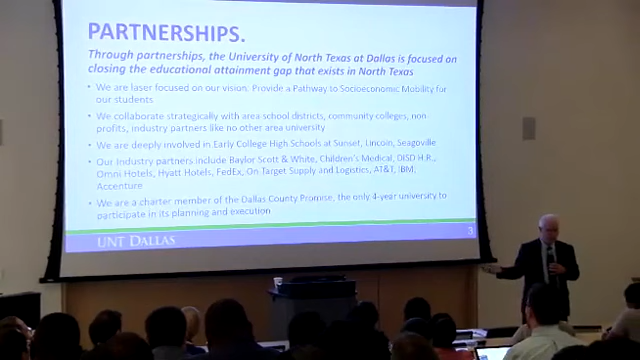 PARTNERSHIPS.
Through partnerships, the University of North Texas at Dallas is focused on
closing the educational attainment gap that exists in North Texas
• We are laser focused on our vision: Provide a Pathway to Socioeconomic Mobility for
our students
• We collaborate strategically with area school districts, community colleges, non-
profits, industry partners like no other area university
• We are deeply involved in Early College High Schools at Sunset, Lincoln, Seagoville
• Our Industry partners include Baylor Scott & White, Children's Medical, DISD H.R.,
Omni Hotels, Hyatt Hotels, FedEx, On Target Supply and Logistics, AT&T, IBM,
Accenture
• We are a charter member of the Dallas County Promise, the only 4-year university to
participate in its planning and execution
UNT DALLAS
3